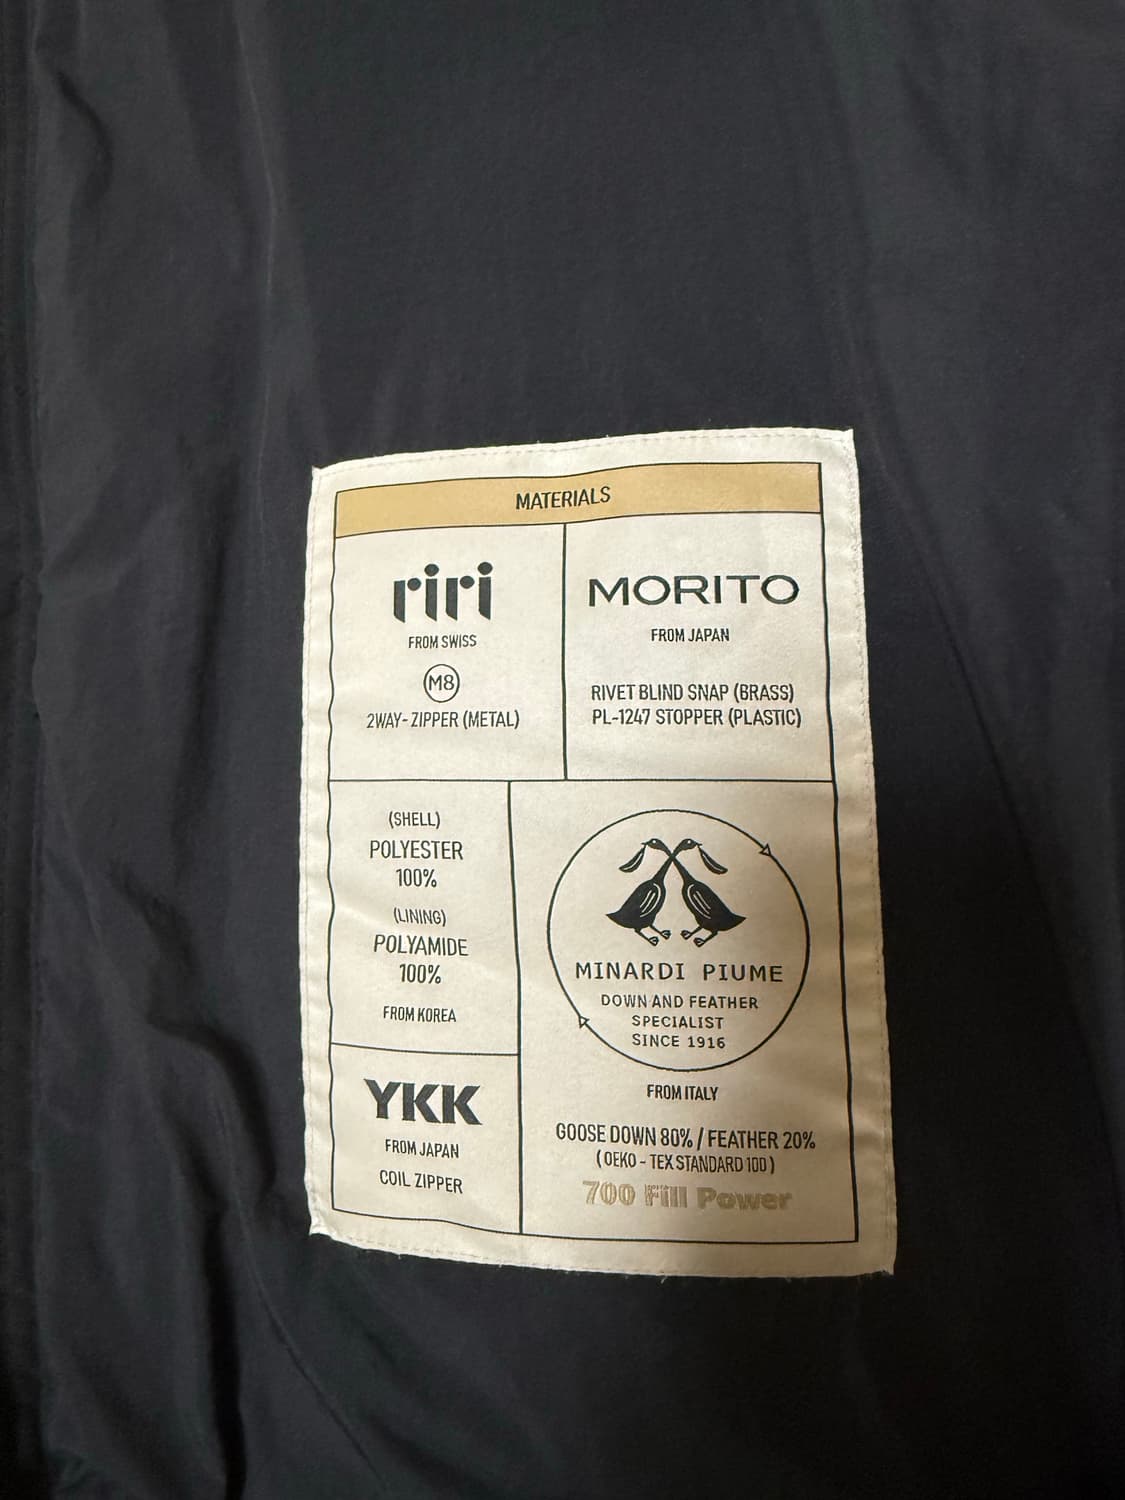 MATERIALS
riri
FROM SWISS
M8
2WAY- ZIPPER (METAL)
MORITO
FROM JAPAN
RIVET BLIND SNAP (BRASS)
PL-1247 STOPPER (PLASTIC)
(SHELL)
POLYESTER
100%
(LINING)
POLYAMIDE
100%
FROM KOREA
YKK
FROM JAPAN
COIL ZIPPER
MINARDI PIUME
DOWN AND FEATHER
SPECIALIST
SINCE 1916
FROM ITALY
GOOSE DOWN 80% / FEATHER 20%
( OEKO - TEX STANDARD 100 )
700 Fill Power